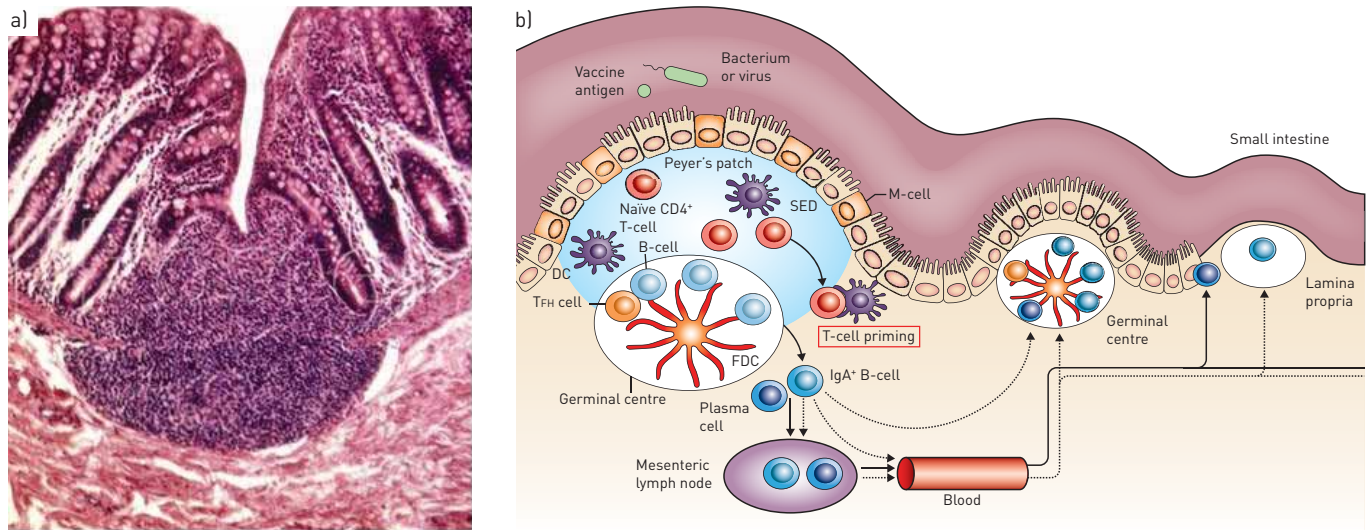 a)
b)
Vaccine
antigen
Bacterium
or virus
Small intestine
Peyer's patch
M-cell
Naïve CD4+
T-cell
SED
B-cell
DC
TFH cell
T-cell priming
FDC
Germinal
centre
Lamina
propria
IgA+ B-cell
Germinal centre
Plasma
cell
Mesenteric
lymph node
Blood